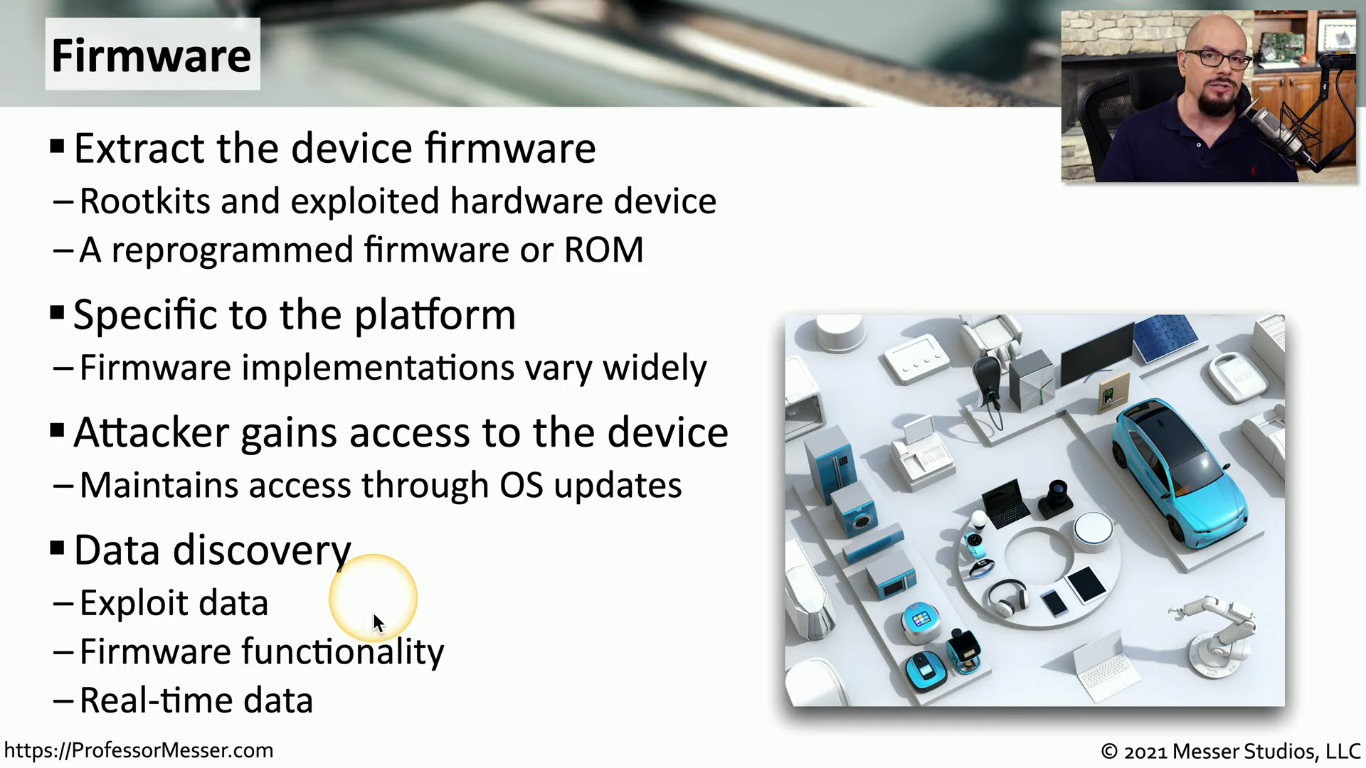 Firmware
▪ Extract the device firmware
– Rootkits and exploited hardware device
– A reprogrammed firmware or ROM
▪ Specific to the platform
– Firmware implementations vary widely
▪ Attacker gains access to the device
– Maintains access through OS updates
▪ Data discovery
– Exploit data
– Firmware functionality
– Real-time data
https://ProfessorMesser.com
© 2021 Messer Studios, LLC